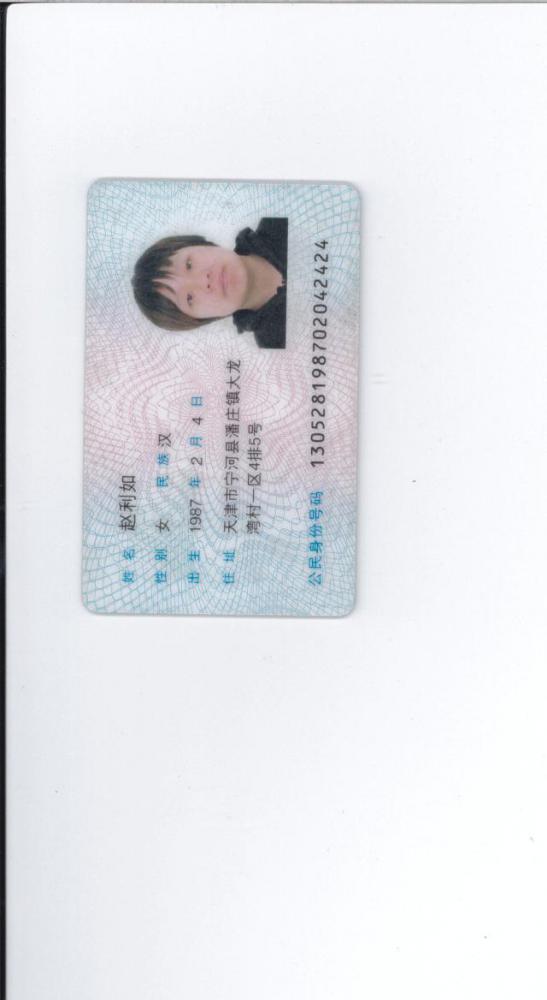 姓名 赵利如
性别 女 民族 汉
出生 1987 年 2 月 4 日
住址 天津市宁河县潘庄镇大龙
湾村一区4排5号
公民身份号码 130528198702042424